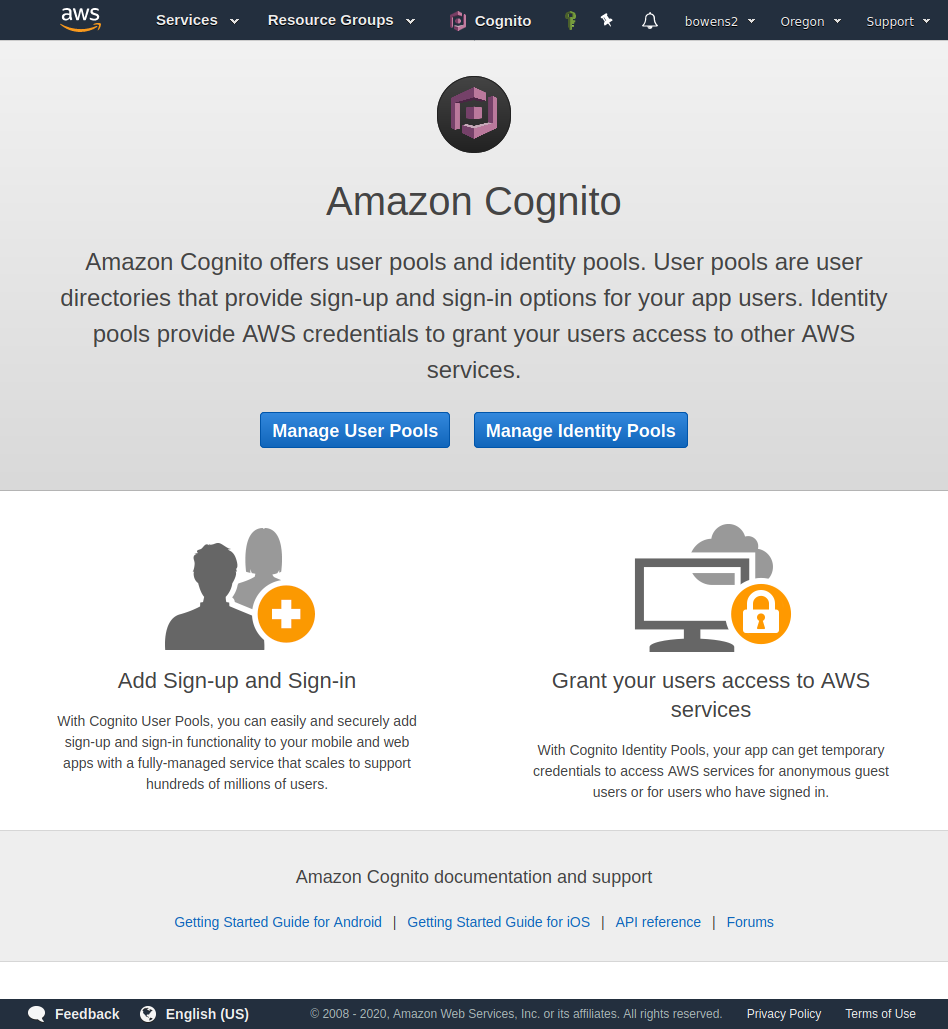 aws Services Resource Groups Cognito bowens2 Oregon Support
Amazon Cognito
Amazon Cognito offers user pools and identity pools. User pools are user
directories that provide sign-up and sign-in options for your app users. Identity
pools provide AWS credentials to grant your users access to other AWS
services.
Manage User Pools Manage Identity Pools
Add Sign-up and Sign-in
With Cognito User Pools, you can easily and securely add
sign-up and sign-in functionality to your mobile and web
apps with a fully-managed service that scales to support
hundreds of millions of users.
Grant your users access to AWS
services
With Cognito Identity Pools, your app can get temporary
credentials to access AWS services for anonymous guest
users or for users who have signed in.
Amazon Cognito documentation and support
Getting Started Guide for Android | Getting Started Guide for iOS | API reference | Forums
Feedback English (US) © 2008 - 2020, Amazon Web Services, Inc. or its affiliates. All rights reserved. Privacy Policy Terms of Use